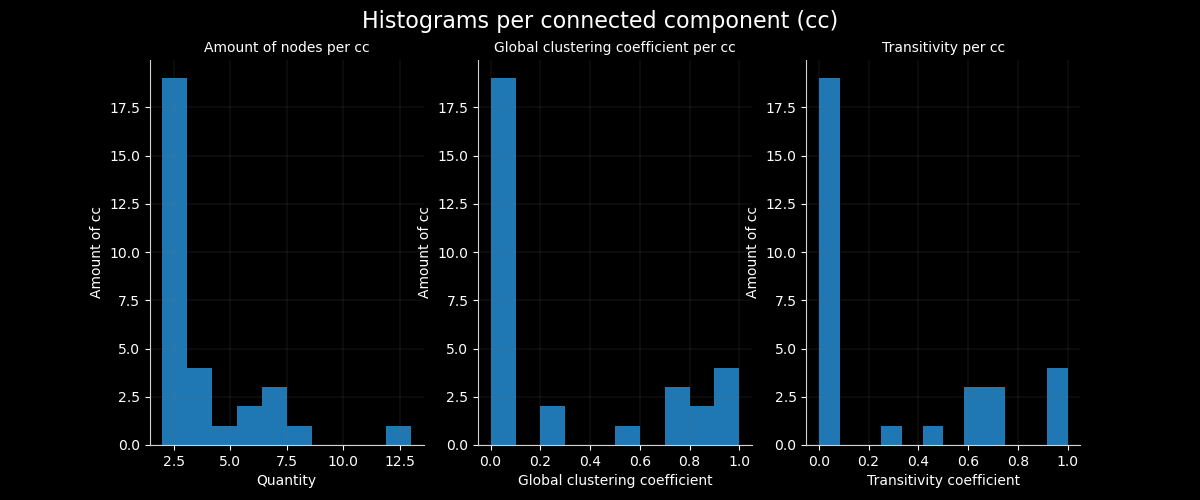 Histograms per connected component (cc)
Amount of nodes per cc
Global clustering coefficient per cc
Transitivity per cc
Amount of cc
17.5
15.0
12.5
10.0
7.5
5.0
2.5
0.0
2.5 5.0 7.5 10.0 12.5
Quantity
Amount of cc
17.5
15.0
12.5
10.0
7.5
5.0
2.5
0.0
0.0 0.2 0.4 0.6 0.8 1.0
Global clustering coefficient
Amount of cc
17.5
15.0
12.5
10.0
7.5
5.0
2.5
0.0
0.0 0.2 0.4 0.6 0.8 1.0
Transitivity coefficient